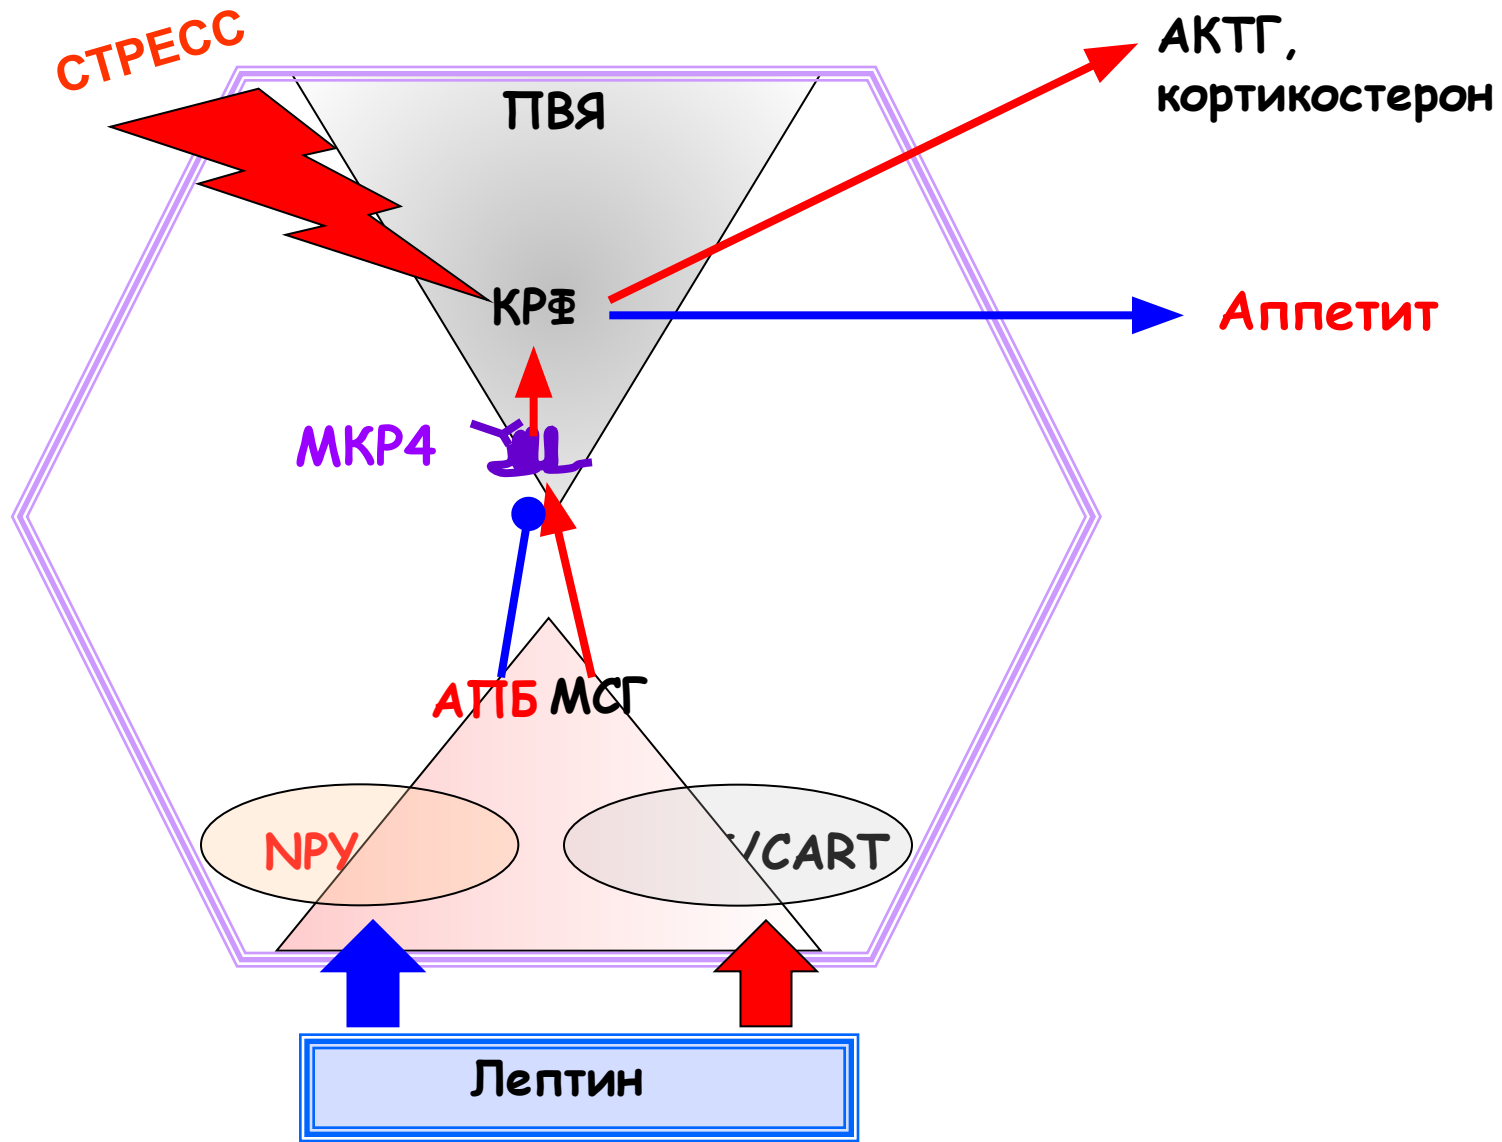 СТРЕСС
АКТГ,
кортикостерон
ПВЯ
КРФ
Аппетит
МКР4
АПБ МСГ
NPY
/CART
Лептин